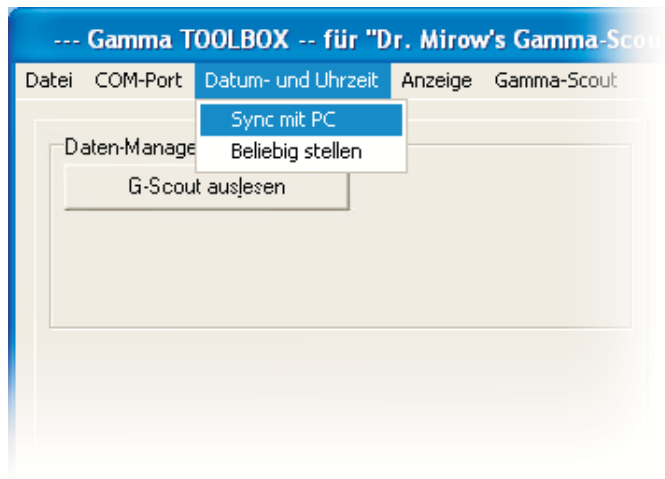 --- Gamma TOOLBOX -- für "Dr. Mirow's Gamma-Scou
Datei COM-Port Datum- und Uhrzeit Anzeige Gamma-Scout
Sync mit PC
Daten-Manage
Beliebig stellen
G-Scout auslesen